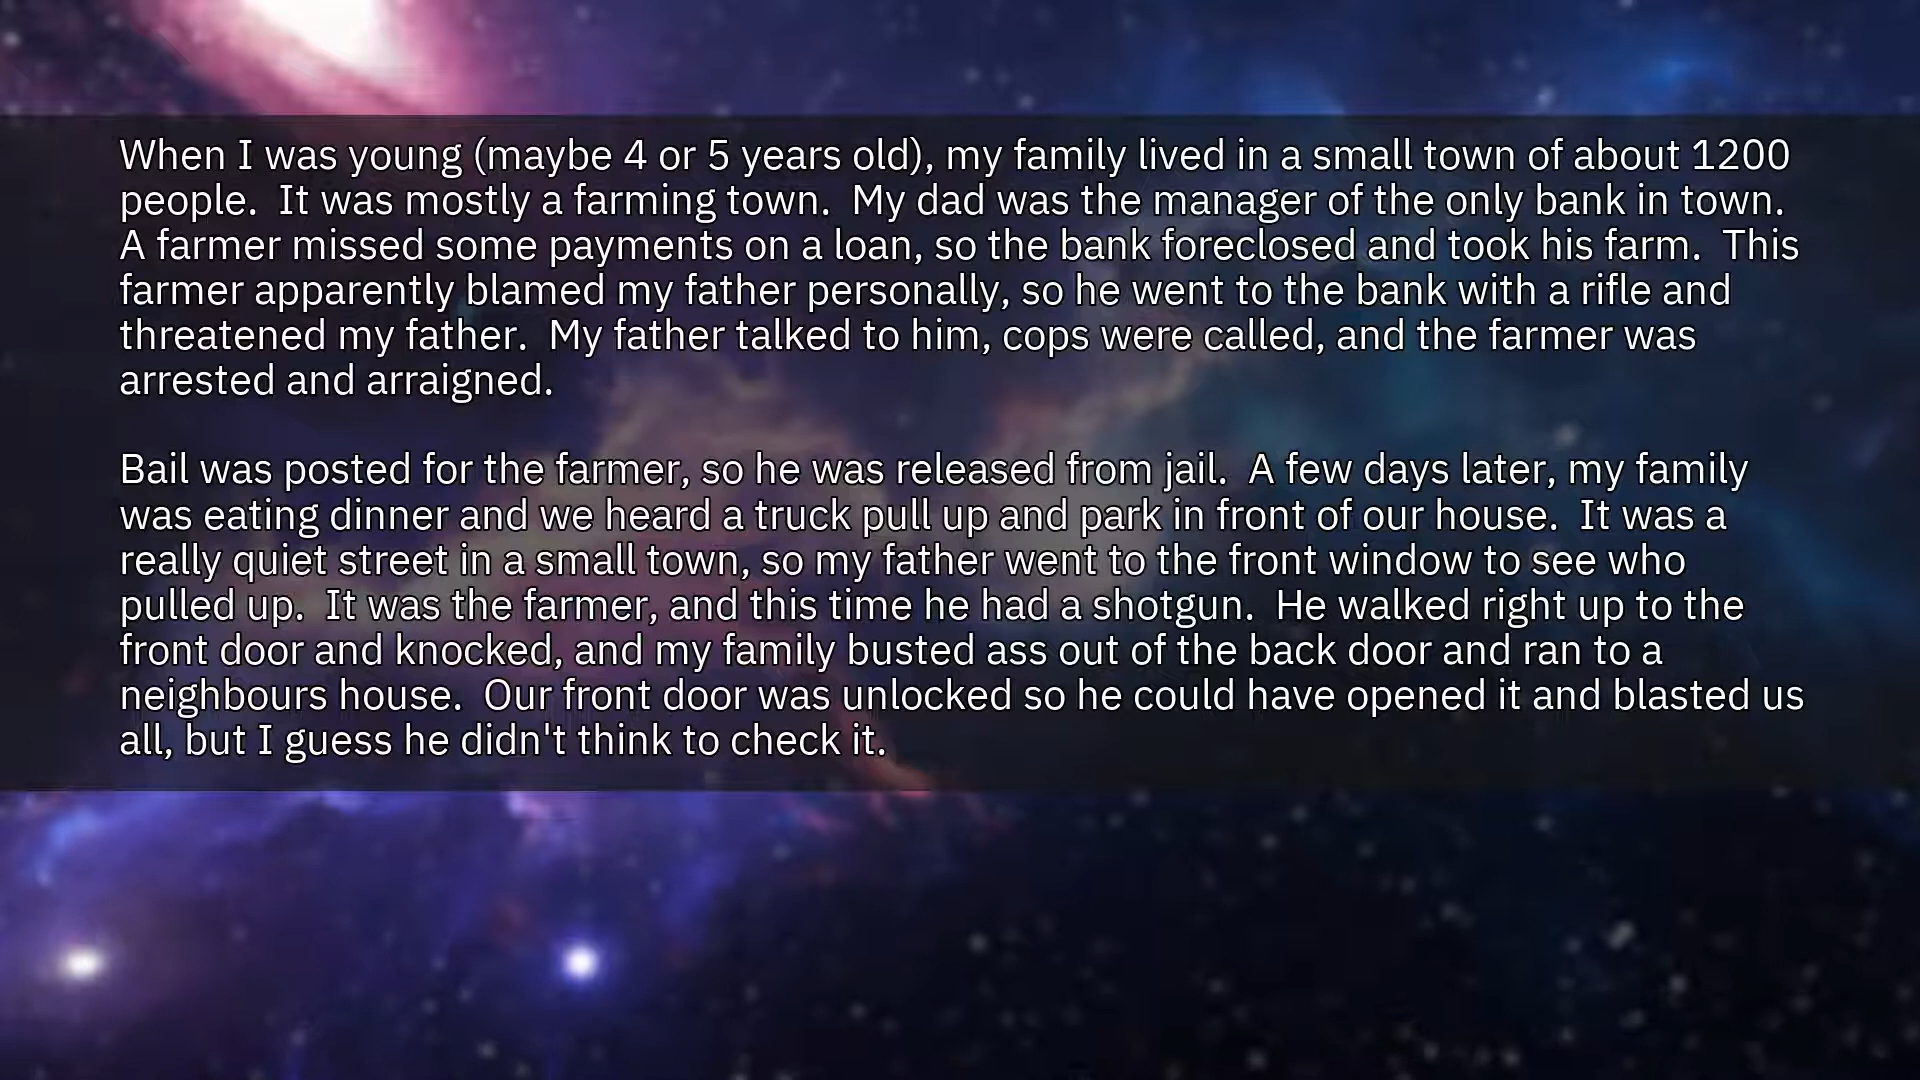 When I was young (maybe 4 or 5 years old), my family lived in a small town of about 1200
people.  It was mostly a farming town.  My dad was the manager of the only bank in town.
A farmer missed some payments on a loan, so the bank foreclosed and took his farm.  This
farmer apparently blamed my father personally, so he went to the bank with a rifle and
threatened my father.  My father talked to him, cops were called, and the farmer was
arrested and arraigned.

Bail was posted for the farmer, so he was released from jail.  A few days later, my family
was eating dinner and we heard a truck pull up and park in front of our house.  It was a
really quiet street in a small town, so my father went to the front window to see who
pulled up.  It was the farmer, and this time he had a shotgun.  He walked right up to the
front door and knocked, and my family busted ass out of the back door and ran to a
neighbours house.  Our front door was unlocked so he could have opened it and blasted us
all, but I guess he didn't think to check it.